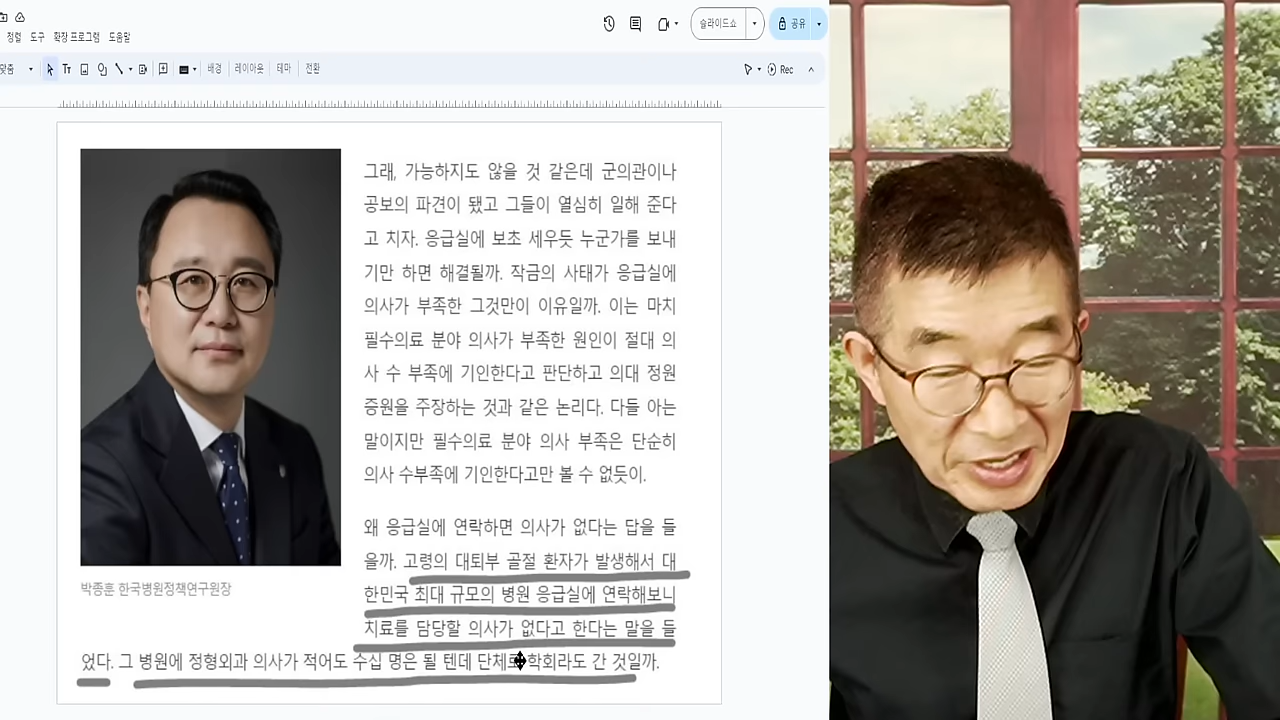 정렬 도구 확장 프로그램 도움말
슬라이드쇼
공유
맞춤
배경 레이아웃 테마 전환
Rec
그래, 가능하지도 않을 것 같은데 군의관이나
공보의 파견이 됐고 그들이 열심히 일해 준다
고 치자. 응급실에 보초 세우듯 누군가를 보내
기만 하면 해결될까. 작금의 사태가 응급실에
의사가 부족한 그것만이 이유일까. 이는 마치
필수의료 분야 의사가 부족한 원인이 절대 의
사 수 부족에 기인한다고 판단하고 의대 정원
증원을 주장하는 것과 같은 논리다. 다들 아는
말이지만 필수의료 분야 의사 부족은 단순히
의사 수부족에 기인한다고만 볼 수 없듯이.
왜 응급실에 연락하면 의사가 없다는 답을 들
을까. 고령의 대퇴부 골절 환자가 발생해서 대
한민국 최대 규모의 병원 응급실에 연락해보니
치료를 담당할 의사가 없다고 한다는 말을 들
었다. 그 병원에 정형외과 의사가 적어도 수십 명은 될 텐데 단체로 학회라도 간 것일까.
박종훈 한국병원정책연구원장